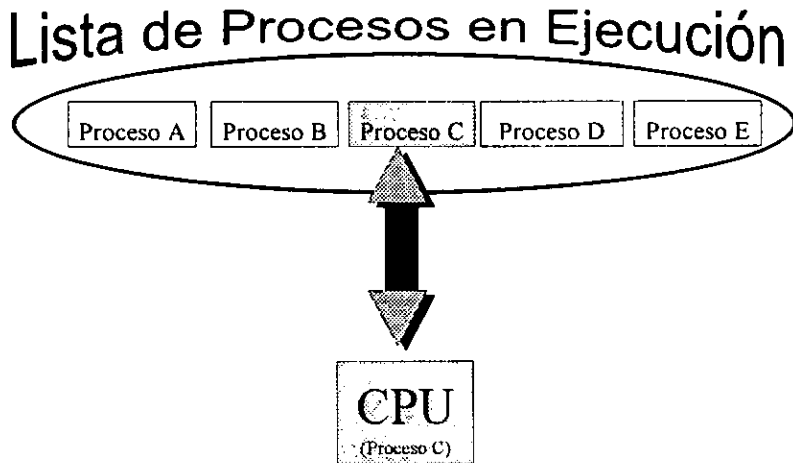 Lista de Procesos en Ejecución
Proceso A
Proceso B
Proceso C
Proceso D
Proceso E
CPU
(Proceso C)